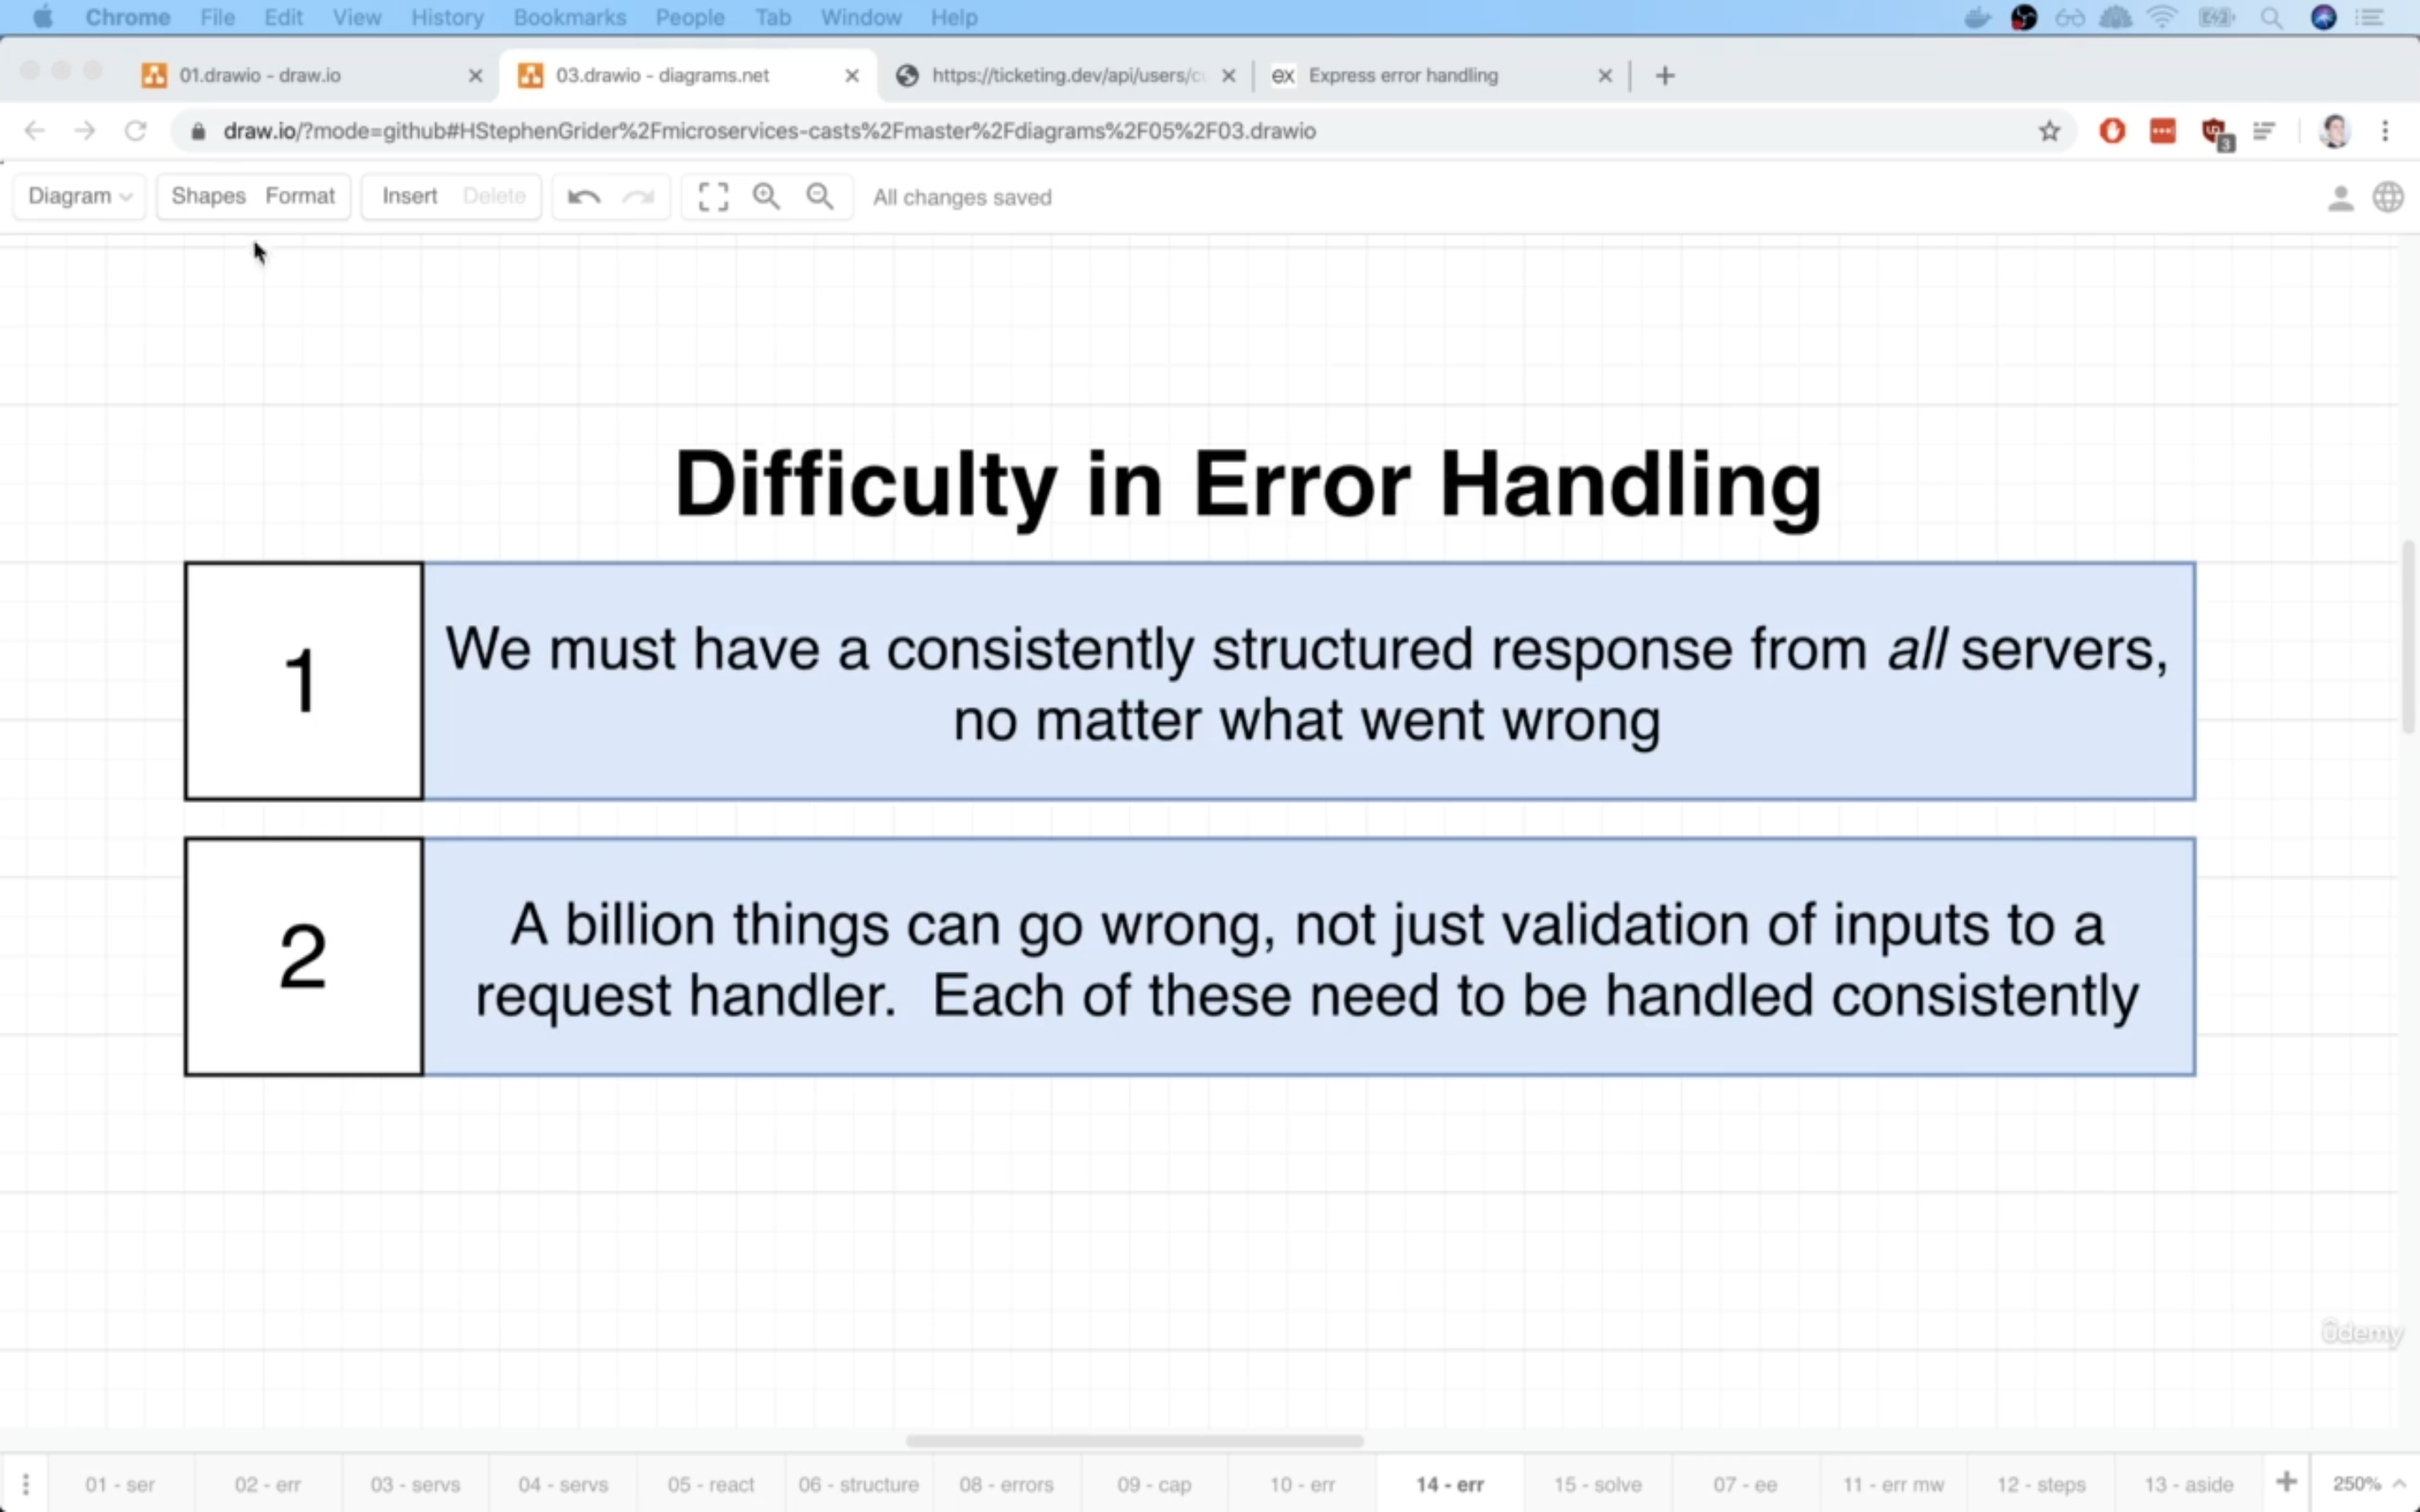 Chrome File Edit View History Bookmarks People Tab Window Help
01.drawio - draw.io
03.drawio - diagrams.net
https://ticketing.dev/api/users/
ex Express error handling
draw.io/?mode=github#HStephenGrider%2Fmicroservices-casts%2Fmaster%2Fdiagrams%2F05%2F03.drawio
3
Diagram Shapes Format Insert Delete All changes saved
Difficulty in Error Handling
1
We must have a consistently structured response from all servers,
no matter what went wrong
2
A billion things can go wrong, not just validation of inputs to a
request handler.  Each of these need to be handled consistently
ûdemy
01 - ser 02 - err 03 - servs 04 - servs 05 - react 06 - structure 08 - errors 09 - cap 10 - err 14 - err 15 - solve 07 - ee 11 - err mw 12 - steps 13 - aside 250%